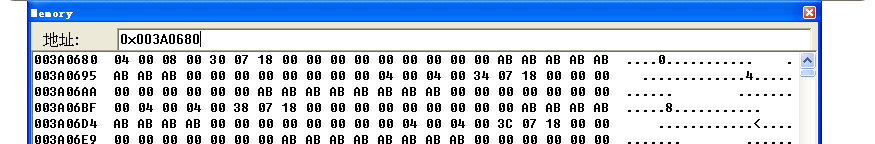 Memory
地址: 0x003A0680
003A0680 04 00 08 00 30 07 18 00 00 00 00 00 00 00 00 00 AB AB AB AB AB ....0........... .
003A0695 AB AB AB 00 00 00 00 00 00 00 00 04 00 04 00 34 07 18 00 00 00 ............4.....
003A06AA 00 00 00 00 00 00 AB AB AB AB AB AB AB AB 00 00 00 00 00 00 00 ...... .......
003A06BF 00 04 00 04 00 38 07 18 00 00 00 00 00 00 00 00 00 AB AB AB AB .....8...........
003A06D4 AB AB AB AB 00 00 00 00 00 00 00 00 04 00 04 00 3C 07 18 00 00 ............<....
003A06E9 00 00 00 00 00 00 00 AB AB AB AB AB AB AB AB 00 00 00 00 00 00 ....... ......